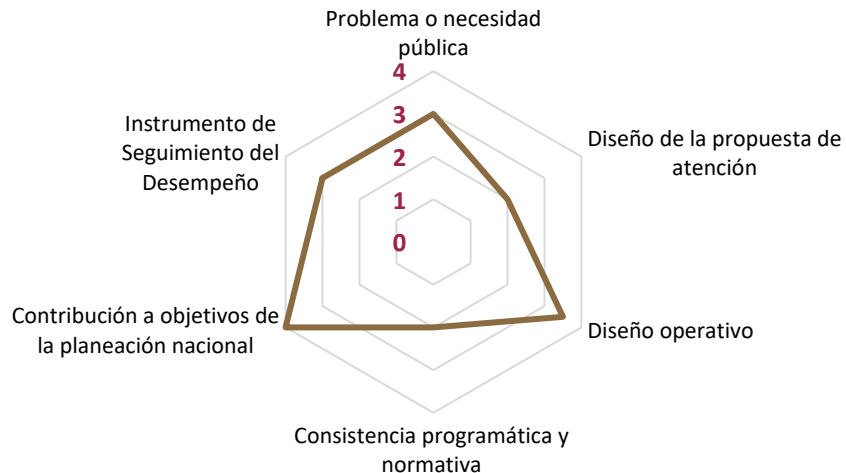 Problema o necesidad
pública
4
3
2
1
0
Diseño de la propuesta de
atención
Diseño operativo
Consistencia programática y
normativa
Contribución a objetivos de
la planeación nacional
Instrumento de
Seguimiento del
Desempeño